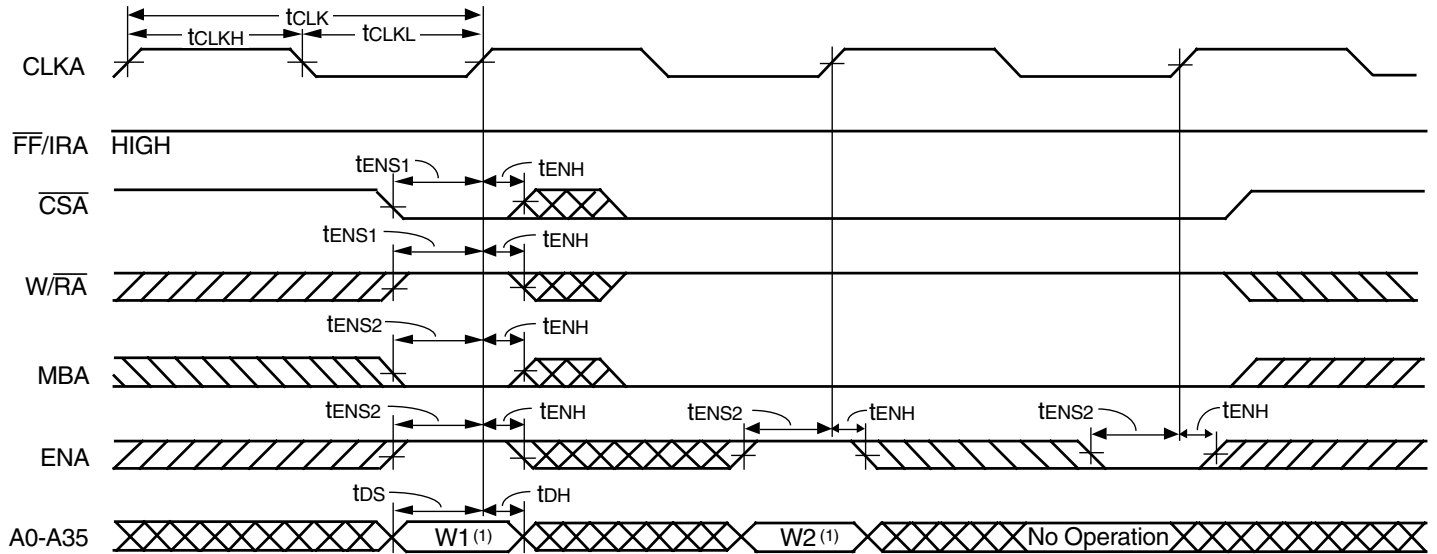 tCLK
tCLKH tCLKL
CLKA
FF/IRA HIGH
tENS1 tENH
CSA
tENS1 tENH
W/RA
tENS2 tENH
MBA
tENS2 tENH tENS2 tENH tENS2 tENH
ENA
tDS tDH
A0-A35 W1(1) W2(1) No Operation